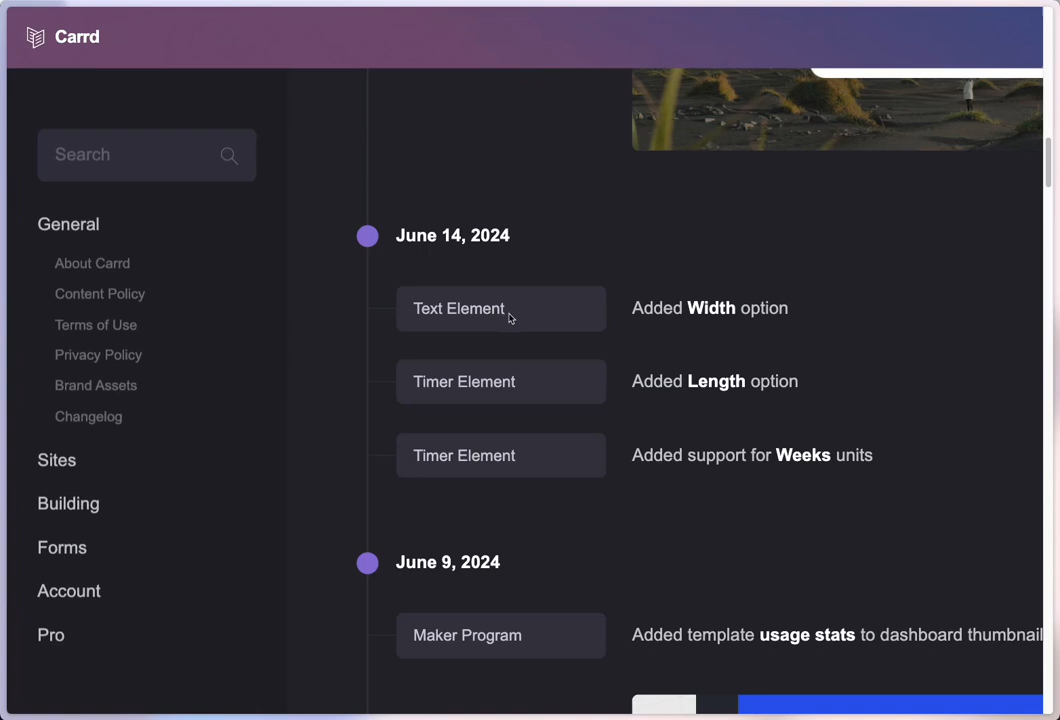 Carrd
Search
General
About Carrd
Content Policy
Terms of Use
Privacy Policy
Brand Assets
Changelog
Sites
Building
Forms
Account
Pro
June 14, 2024
Text Element
Added Width option
Timer Element
Added Length option
Timer Element
Added support for Weeks units
June 9, 2024
Maker Program
Added template usage stats to dashboard thumbnail